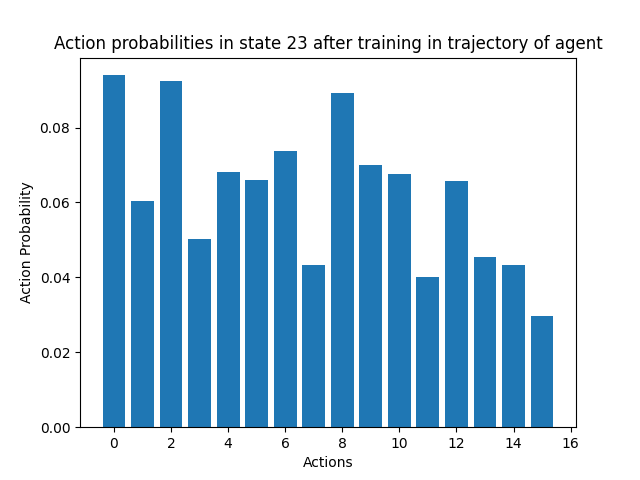 Action probabilities in state 23 after training in trajectory of agent
Action Probability
0.08
0.06
0.04
0.02
0.00
0 2 4 6 8 10 12 14 16
Actions